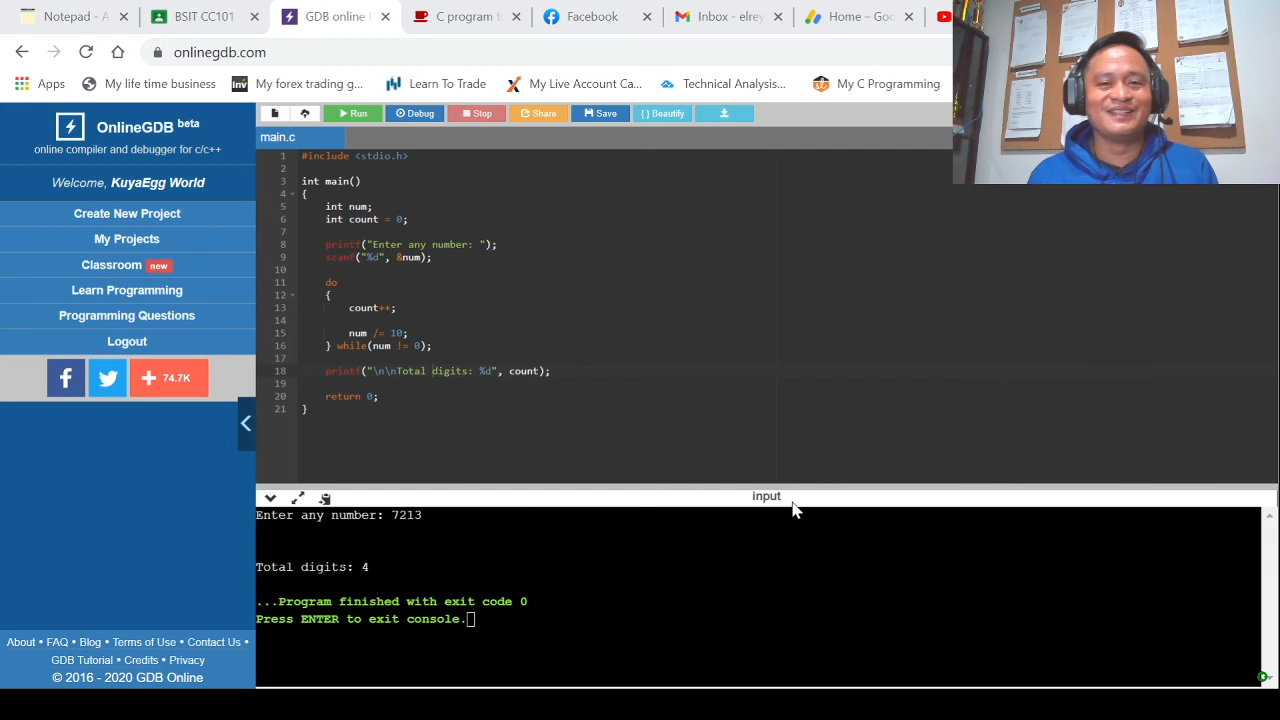 Notepad - A
BSIT CC101
GDB online D
C program t
Facebook
Inbox - elrey
Home – Goo
onlinegdb.com
Apps
My life time business
inv
My forex trading g...
Learn To Trade
My Live Account Ca...
Technical Analysis...
My C Programming
OnlineGDB beta
online compiler and debugger for c/c++
Welcome, KuyaEgg World
Create New Project
My Projects
Classroom new
Learn Programming
Programming Questions
Logout
f
+ 74.7K
About • FAQ • Blog • Terms of Use • Contact Us •
GDB Tutorial • Credits • Privacy
© 2016 - 2020 GDB Online
Run
Debug
Stop
Share
Save
{ } Beautify
main.c
1 #include <stdio.h>
2
3 int main()
4 {
5 int num;
6 int count = 0;
7
8 printf("Enter any number: ");
9 scanf("%d", &num);
10
11 do
12 {
13 count++;
14
15 num /= 10;
16 } while(num != 0);
17
18 printf("\n\nTotal digits: %d", count);
19
20 return 0;
21 }
input
Enter any number: 7213
Total digits: 4
...Program finished with exit code 0
Press ENTER to exit console.